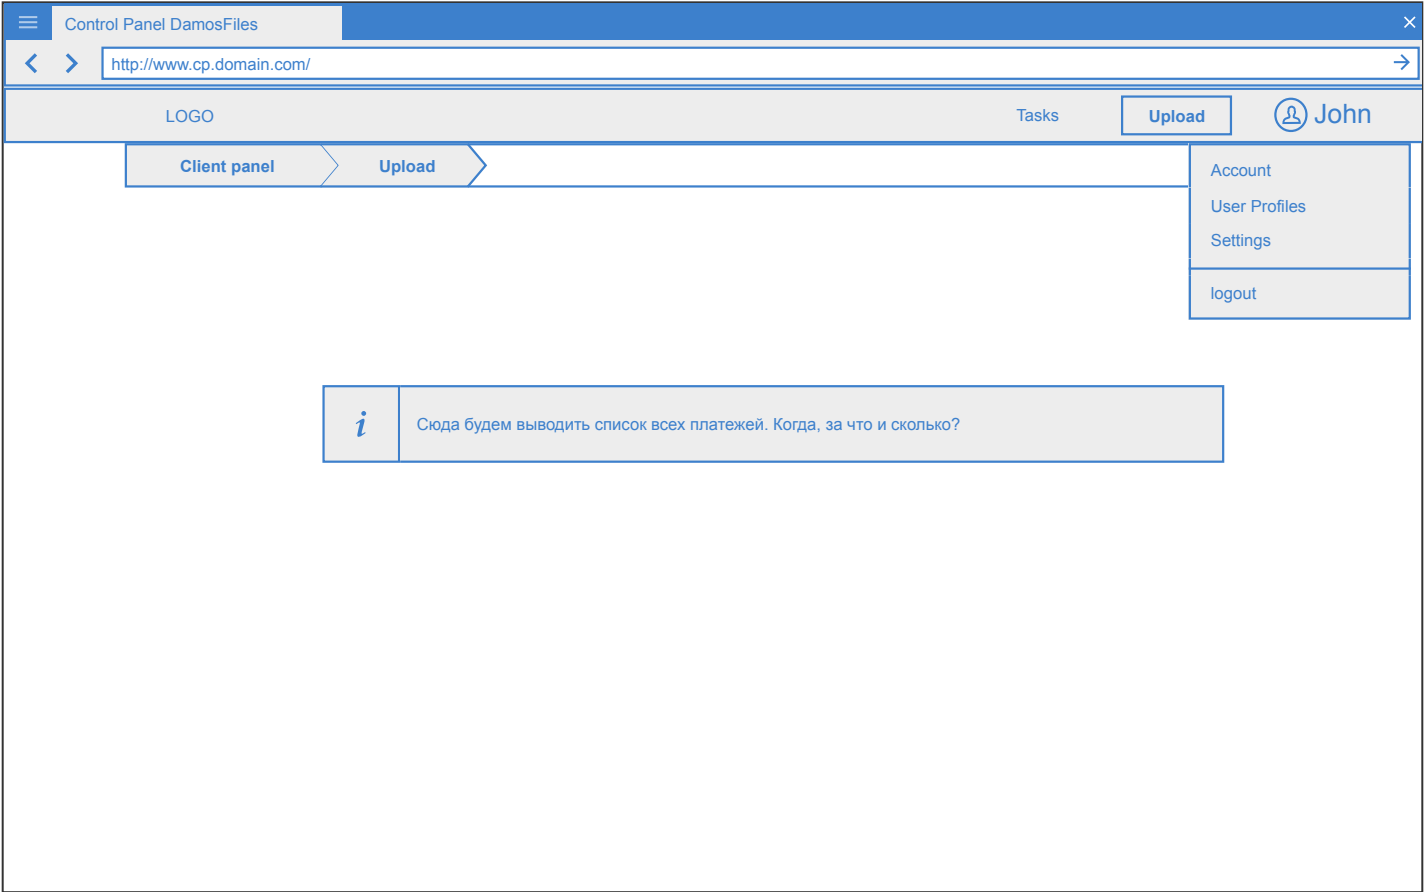 Control Panel DamosFiles
http://www.cp.domain.com/
LOGO
Tasks
Upload
John
Client panel
Upload
Account
User Profiles
Settings
logout
i
Сюда будем выводить список всех платежей. Когда, за что и сколько?